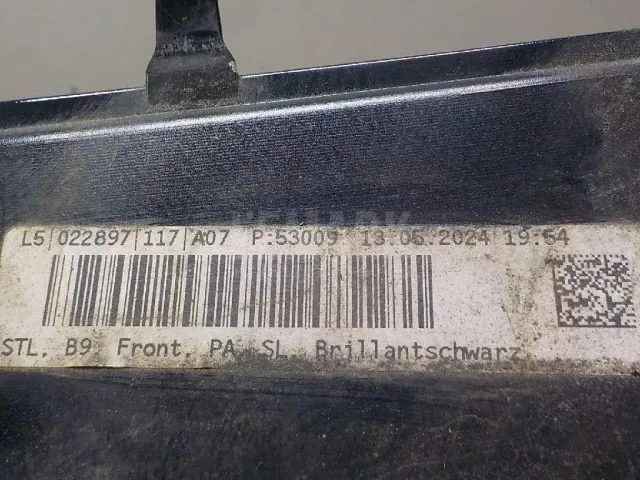 L5|022897|117|A07 P:53009 13.05.2024 19:54
STL, B9 Front, PA SL Brillantschwarz